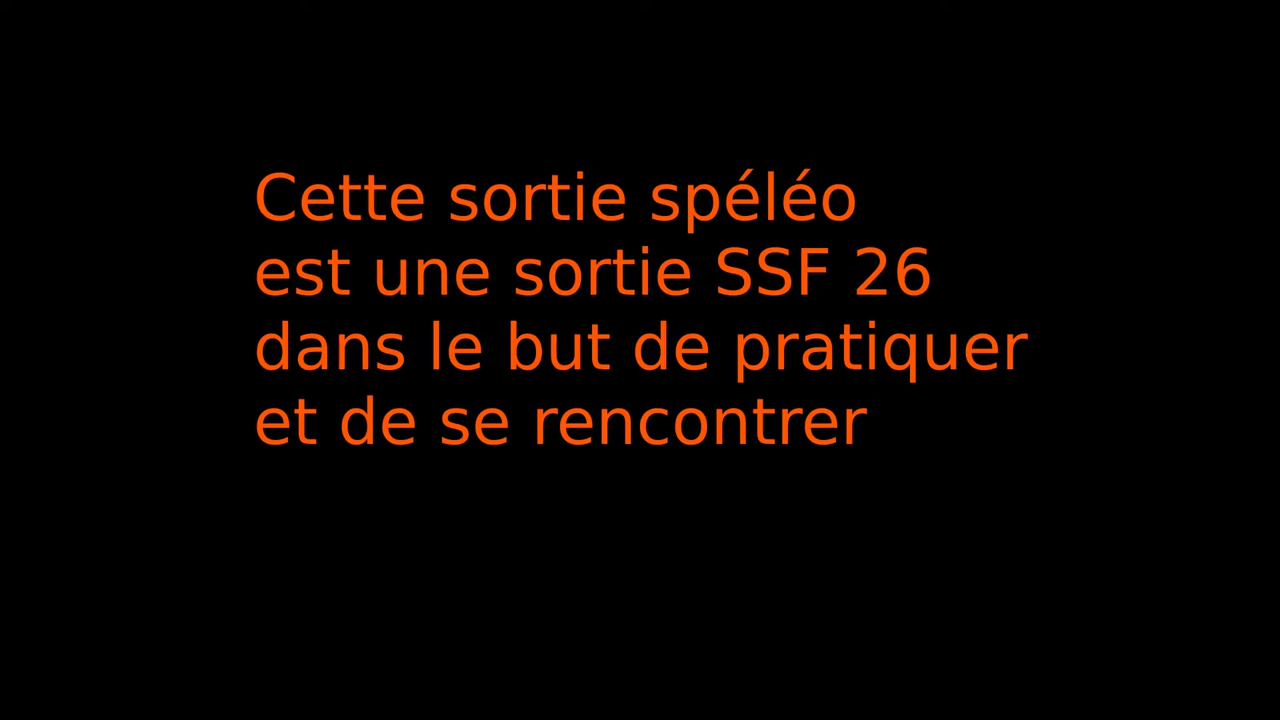 Cette sortie spéléo
est une sortie SSF 26
dans le but de pratiquer
et de se rencontrer